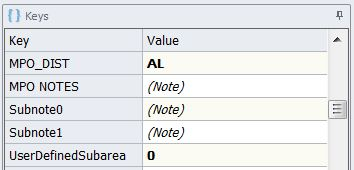 Keys
Key Value
MPO_DIST AL
MPO NOTES (Note)
Subnote0 (Note)
Subnote1 (Note)
UserDefinedSubarea 0